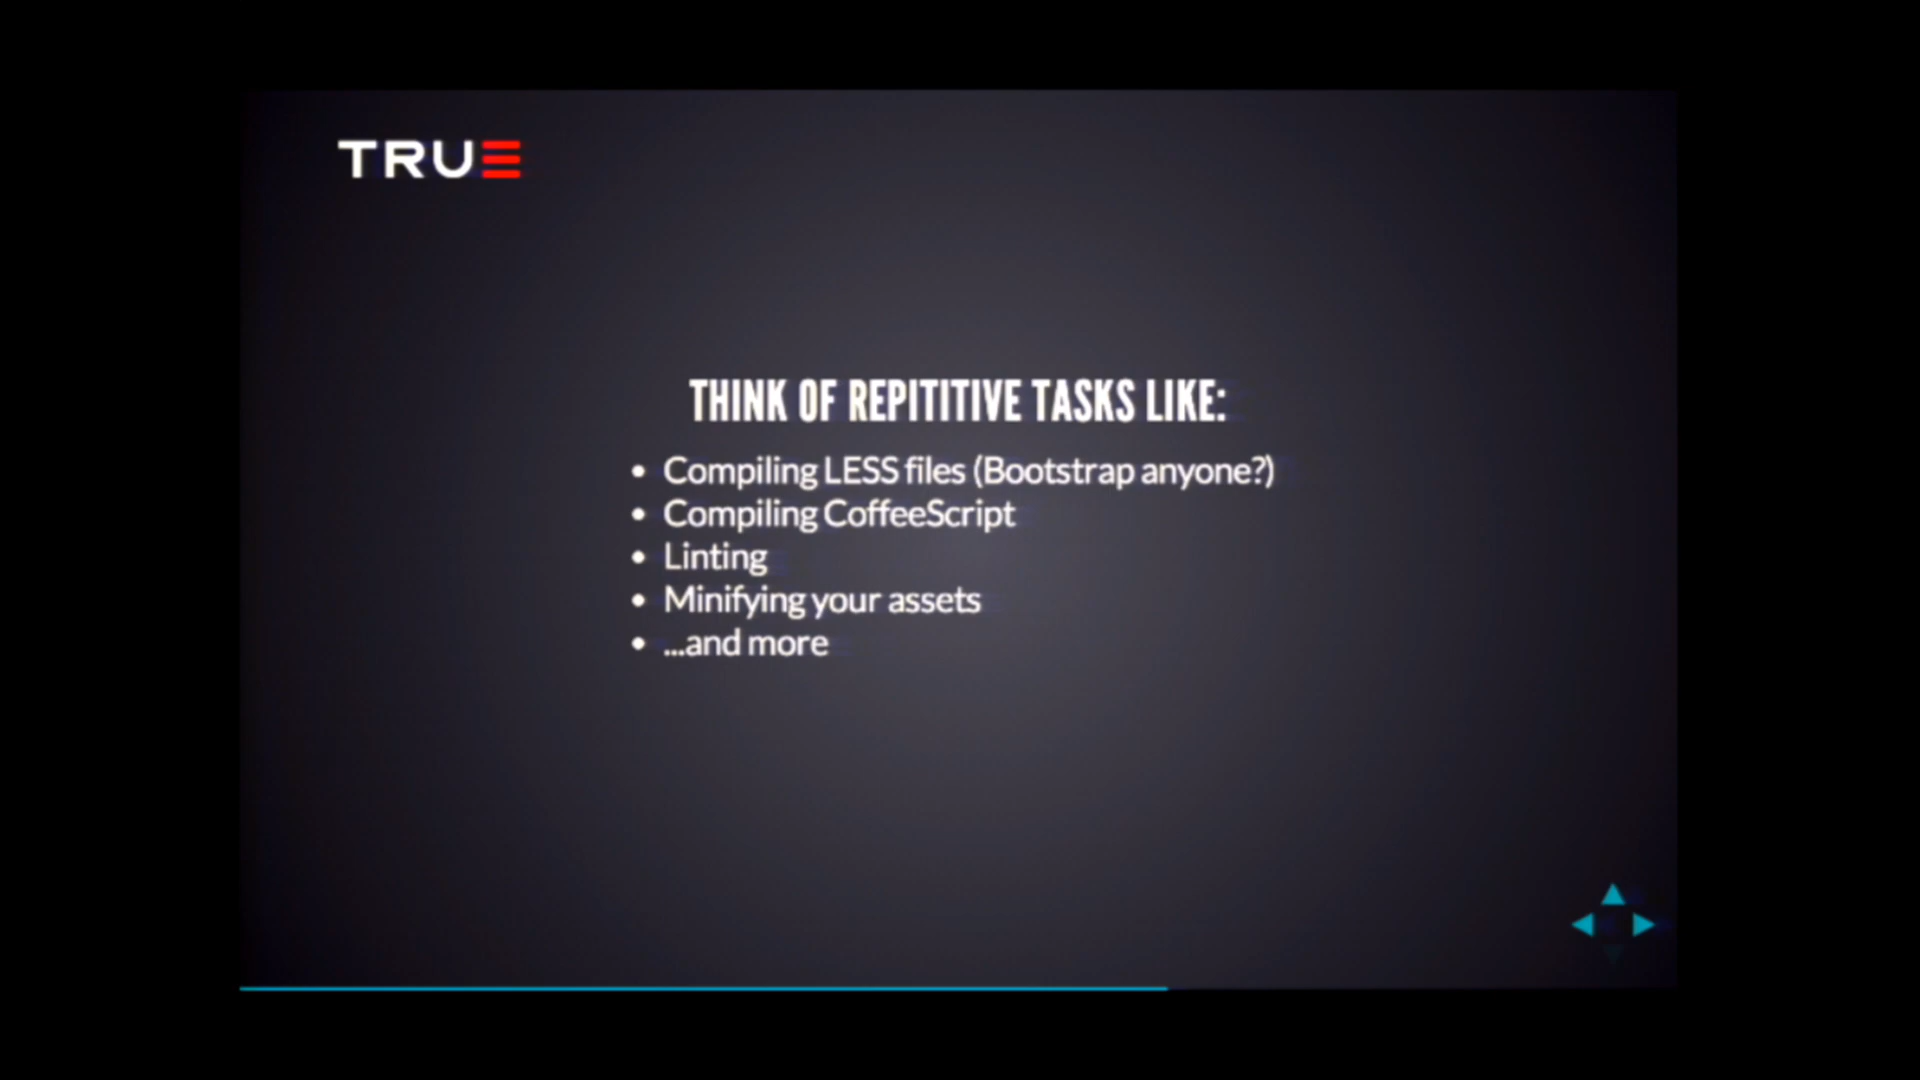 TRUE
THINK OF REPITITIVE TASKS LIKE:
• Compiling LESS files (Bootstrap anyone?)
• Compiling CoffeeScript
• Linting
• Minifying your assets
• ...and more